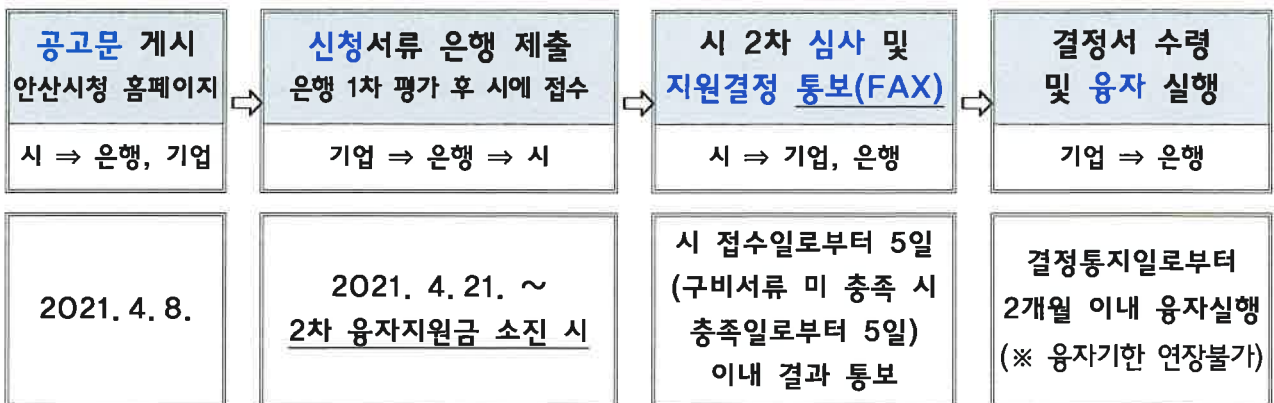 공고문 게시
안산시청 홈페이지
시 ⇒ 은행, 기업
⇨
신청서류 은행 제출
은행 1차 평가 후 시에 접수
기업 ⇒ 은행 ⇒ 시
⇨
시 2차 심사 및
지원결정 통보(FAX)
시 ⇒ 기업, 은행
⇨
결정서 수령
및 융자 실행
기업 ⇒ 은행
2021. 4. 8.
2021. 4. 21. ~
2차 융자지원금 소진 시
시 접수일로부터 5일
(구비서류 미 충족 시
충족일로부터 5일)
이내 결과 통보
결정통지일로부터
2개월 이내 융자실행
(※ 융자기한 연장불가)